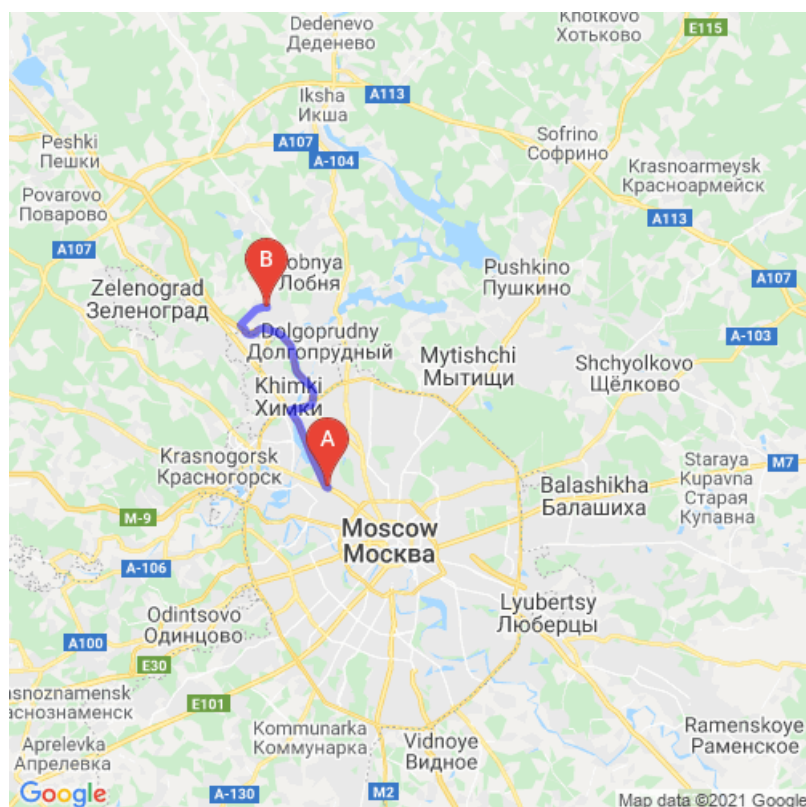 Dedenevo
Деденево
Khotkovo
Хотьково
E115
Iksha
Икша
A113
Peshki
Пешки
A107
A-104
Sofrino
Софрино
Krasnoarmeysk
Красноармейск
Povarovo
Поварово
A107
A113
B
obnya
Лобня
Zelenograd
Зеленоград
Pushkino
Пушкино
A107
Dolgoprudny
Долгопрудный
A-103
Mytishchi
Мытищи
Shchyolkovo
Щёлково
Khimki
Химки
A
Krasnogorsk
Красногорск
Staraya
Kupavna
Старая
Купавна
M7
Balashikha
Балашиха
M-9
Moscow
Москва
A-106
Lyubertsy
Люберцы
Odintsovo
Одинцово
A100
E30
asnoznamensk
аснознаменск
E101
Kommunarka
Коммунарка
Vidnoye
Видное
Ramenskoye
Раменское
Aprelevka
Апрелевка
A-130
M2
Google
Map data ©2021 Google